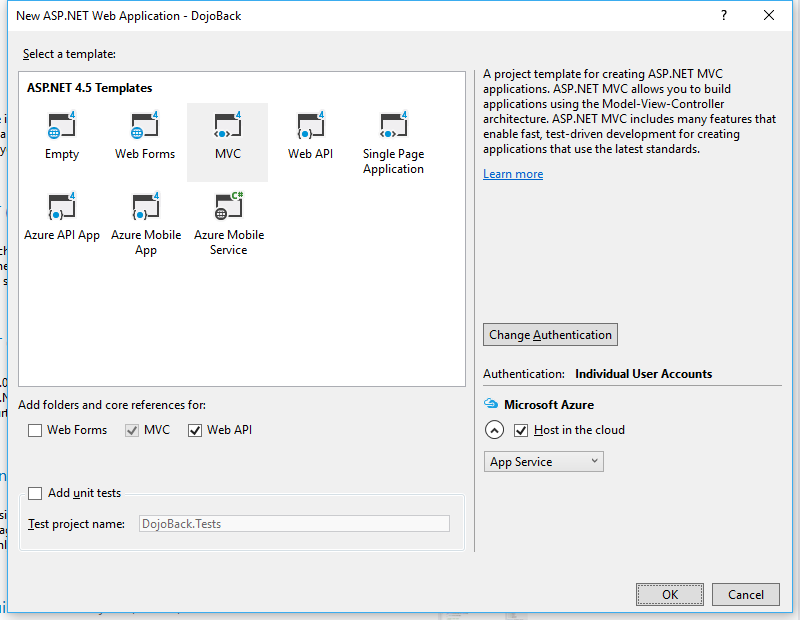 New ASP.NET Web Application - DojoBack
Select a template:
ASP.NET 4.5 Templates
Empty
Web Forms
MVC
Web API
Single Page
Application
Azure API App
Azure Mobile
App
Azure Mobile
Service
A project template for creating ASP.NET MVC
applications. ASP.NET MVC allows you to build
applications using the Model-View-Controller
architecture. ASP.NET MVC includes many features that
enable fast, test-driven development for creating
applications that use the latest standards.
Learn more
Change Authentication
Authentication: Individual User Accounts
Microsoft Azure
Host in the cloud
App Service
Add folders and core references for:
Web Forms MVC Web API
Add unit tests
Test project name: DojoBack.Tests
OK Cancel